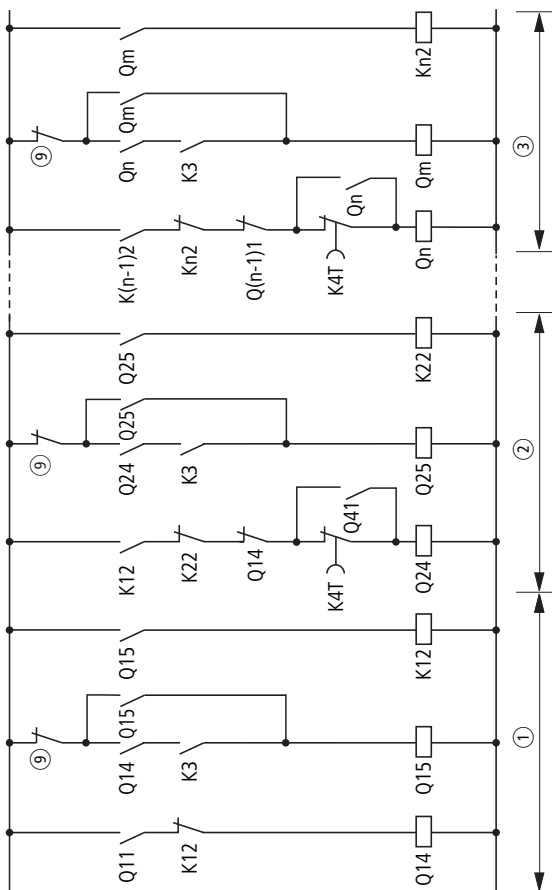 Qm
Kn2
⑨
Qm
Qn
K3
Qm
③
K(n-1)2
Kn2
Q(n-1)1
K4T
Qn
Qn
Q25
K22
⑨
Q25
Q24
K3
Q25
②
K12
K22
Q14
K4T
Q41
Q24
Q15
K12
⑨
Q15
Q14
K3
Q15
①
Q11
K12
Q14